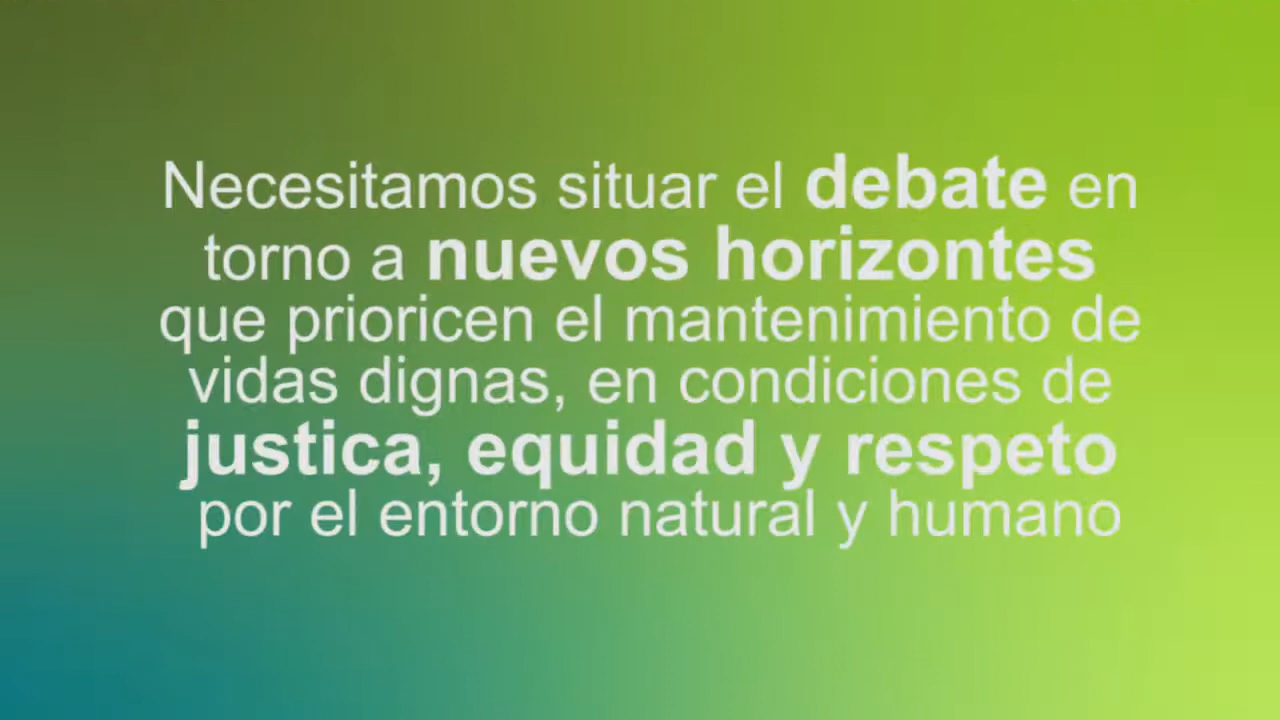 Necesitamos situar el debate en
torno a nuevos horizontes
que prioricen el mantenimiento de
vidas dignas, en condiciones de
justica, equidad y respeto
por el entorno natural y humano